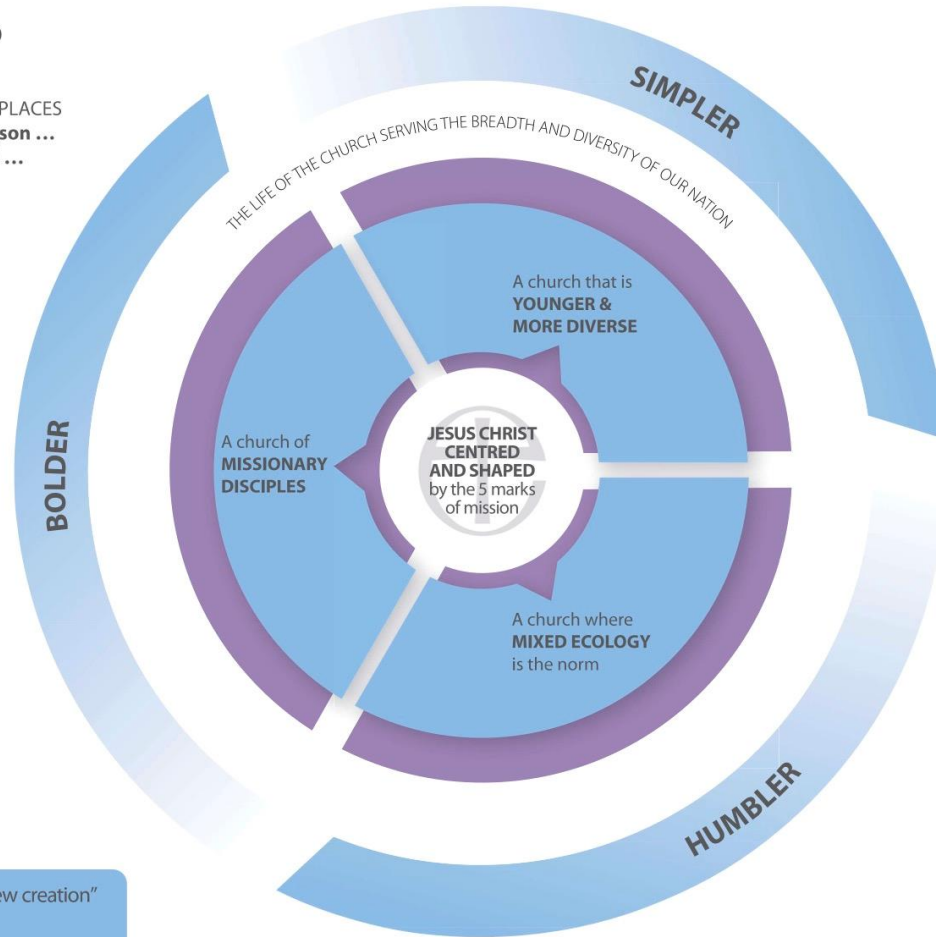 PLACES
son ...
...
SIMPLER
THE LIFE OF THE CHURCH SERVING THE BREADTH AND DIVERSITY OF OUR NATION
A church that is
YOUNGER &
MORE DIVERSE
BOLDER
A church of
MISSIONARY
DISCIPLES
JESUS CHRIST
CENTRED
AND SHAPED
by the 5 marks
of mission
A church where
MIXED ECOLOGY
is the norm
HUMBLER
ew creation”